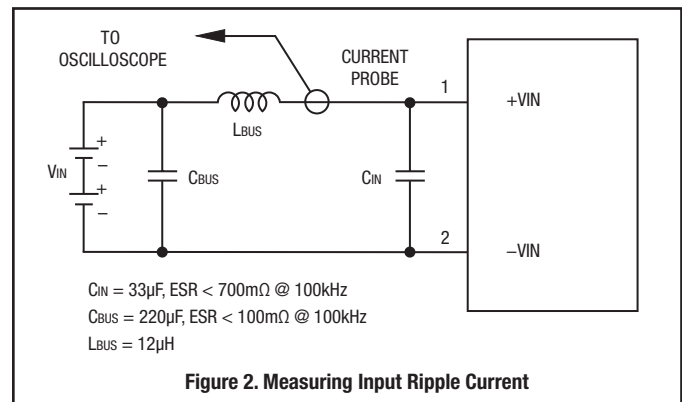 TO
OSCILLOSCOPE
CURRENT
PROBE
1
+VIN
LBUS
+
VIN
–
+
–
CBUS
CIN
2
–VIN
CIN = 33µF, ESR < 700mΩ @ 100kHz
CBUS = 220µF, ESR < 100mΩ @ 100kHz
LBUS = 12µH
Figure 2. Measuring Input Ripple Current